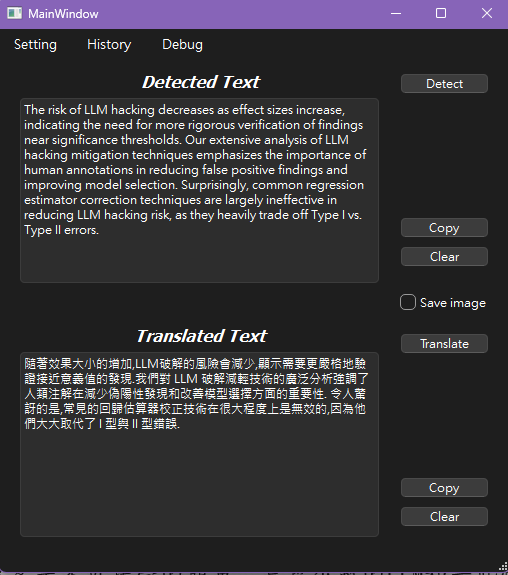 MainWindow
Setting History Debug
Detected Text
Detect
The risk of LLM hacking decreases as effect sizes increase,
indicating the need for more rigorous verification of findings
near significance thresholds. Our extensive analysis of LLM
hacking mitigation techniques emphasizes the importance of
human annotations in reducing false positive findings and
improving model selection. Surprisingly, common regression
estimator correction techniques are largely ineffective in
reducing LLM hacking risk, as they heavily trade off Type I vs.
Type II errors.
Copy
Clear
Save image
Translated Text
Translate
隨著效果大小的增加,LLM破解的風險會減少,顯示需要更嚴格地驗
證接近意義值的發現.我們對 LLM 破解減輕技術的廣泛分析強調了
人類注解在減少偽陽性發現和改善模型選擇方面的重要性. 令人驚
訝的是,常見的回歸估算器校正技術在很大程度上是無效的,因為他
們大大取代了 I 型與 II 型錯誤.
Copy
Clear